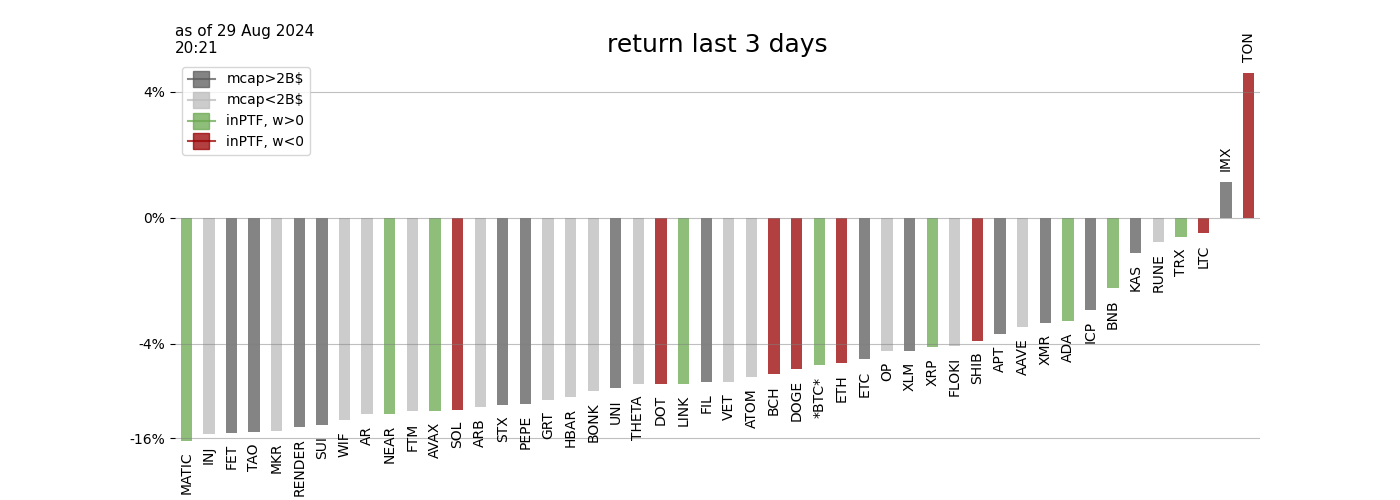 as of 29 Aug 2024
20:21
return last 3 days
mcap>2B$
mcap<2B$
inPTF, w>0
inPTF, w<0
4%
0%
-4%
-16%
MATIC
INJ
FET
TAO
MKR
RENDER
SUI
WIF
AR
NEAR
FTM
AVAX
SOL
ARB
STX
PEPE
GRT
HBAR
BONK
UNI
THETA
DOT
LINK
FIL
VET
ATOM
BCH
DOGE
*BTC*
ETH
ETC
OP
XLM
XRP
FLOKI
SHIB
APT
AAVE
XMR
ADA
ICP
BNB
KAS
RUNE
TRX
LTC
IMX
TON